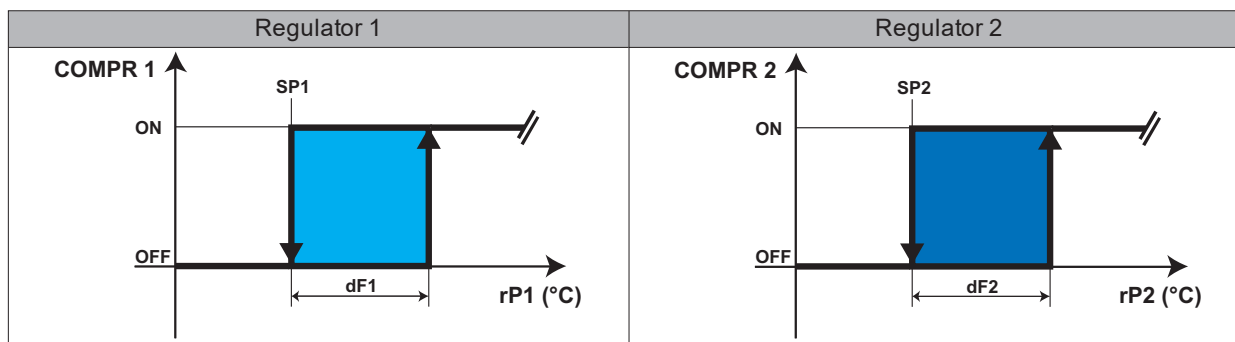 Regulator 1
Regulator 2
COMPR 1
SP1
ON
OFF
dF1
rP1 (°C)
COMPR 2
SP2
ON
OFF
dF2
rP2 (°C)